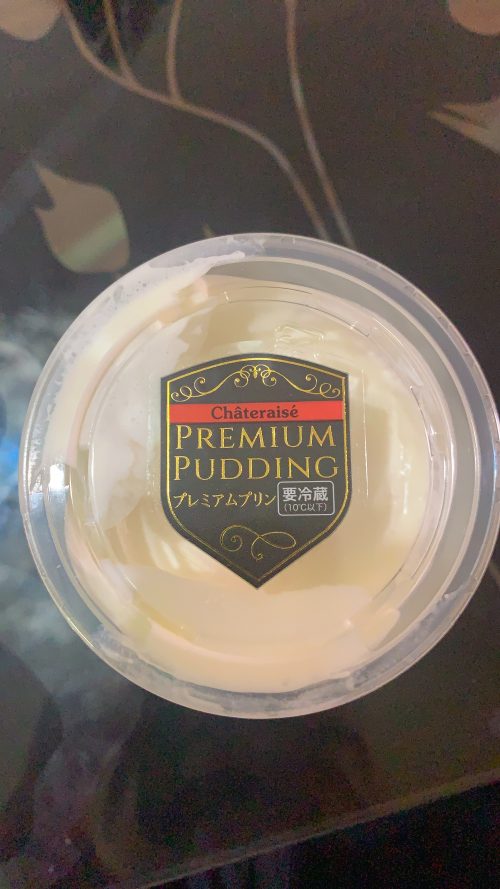 Châteraisé
PREMIUM
PUDDING
プレミアムプリン
要冷蔵
(10℃以下)